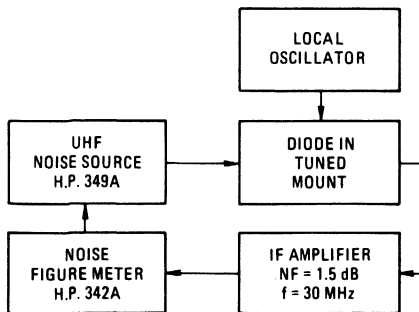 LOCAL
OSCILLATOR
UHF
NOISE SOURCE
H.P. 349A
DIODE IN
TUNED
MOUNT
NOISE
FIGURE METER
H.P. 342A
IF AMPLIFIER
NF = 1.5 dB
f = 30 MHz